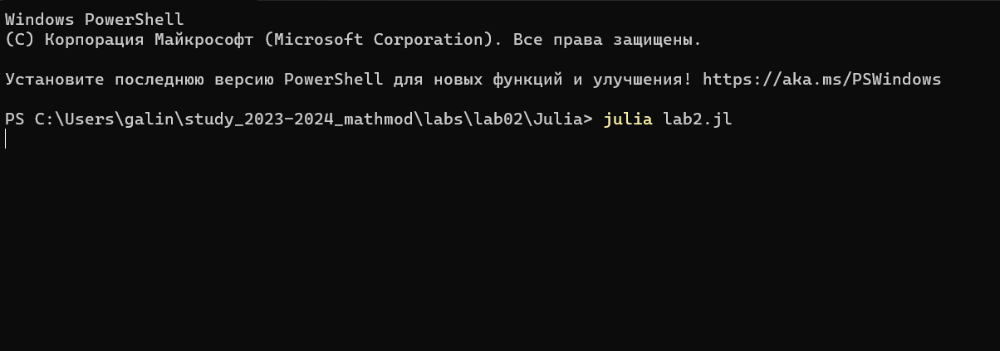 Windows PowerShell
(C) Корпорация Майкрософт (Microsoft Corporation). Все права защищены.
Установите последнюю версию PowerShell для новых функций и улучшения! https://aka.ms/PSWindows
PS C:\Users\galin\study_2023-2024_mathmod\labs\lab02\Julia> julia lab2.jl